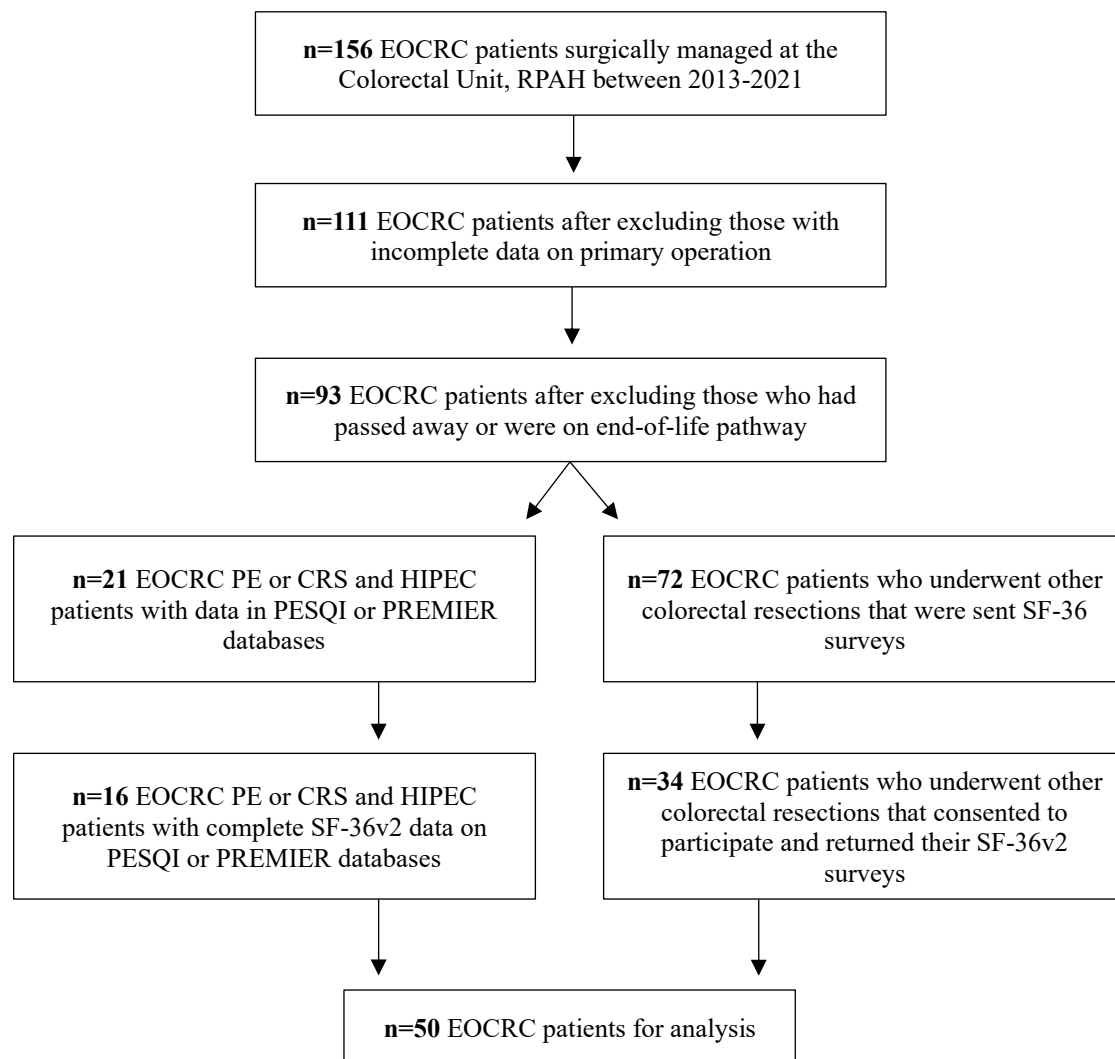 n=156 EOCRC patients surgically managed at the
Colorectal Unit, RPAH between 2013-2021
n=111 EOCRC patients after excluding those with
incomplete data on primary operation
n=93 EOCRC patients after excluding those who had
passed away or were on end-of-life pathway
n=21 EOCRC PE or CRS and HIPEC
patients with data in PESQI or PREMIER
databases
n=72 EOCRC patients who underwent other
colorectal resections that were sent SF-36
surveys
n=16 EOCRC PE or CRS and HIPEC
patients with complete SF-36v2 data on
PESQI or PREMIER databases
n=34 EOCRC patients who underwent other
colorectal resections that consented to
participate and returned their SF-36v2
surveys
n=50 EOCRC patients for analysis